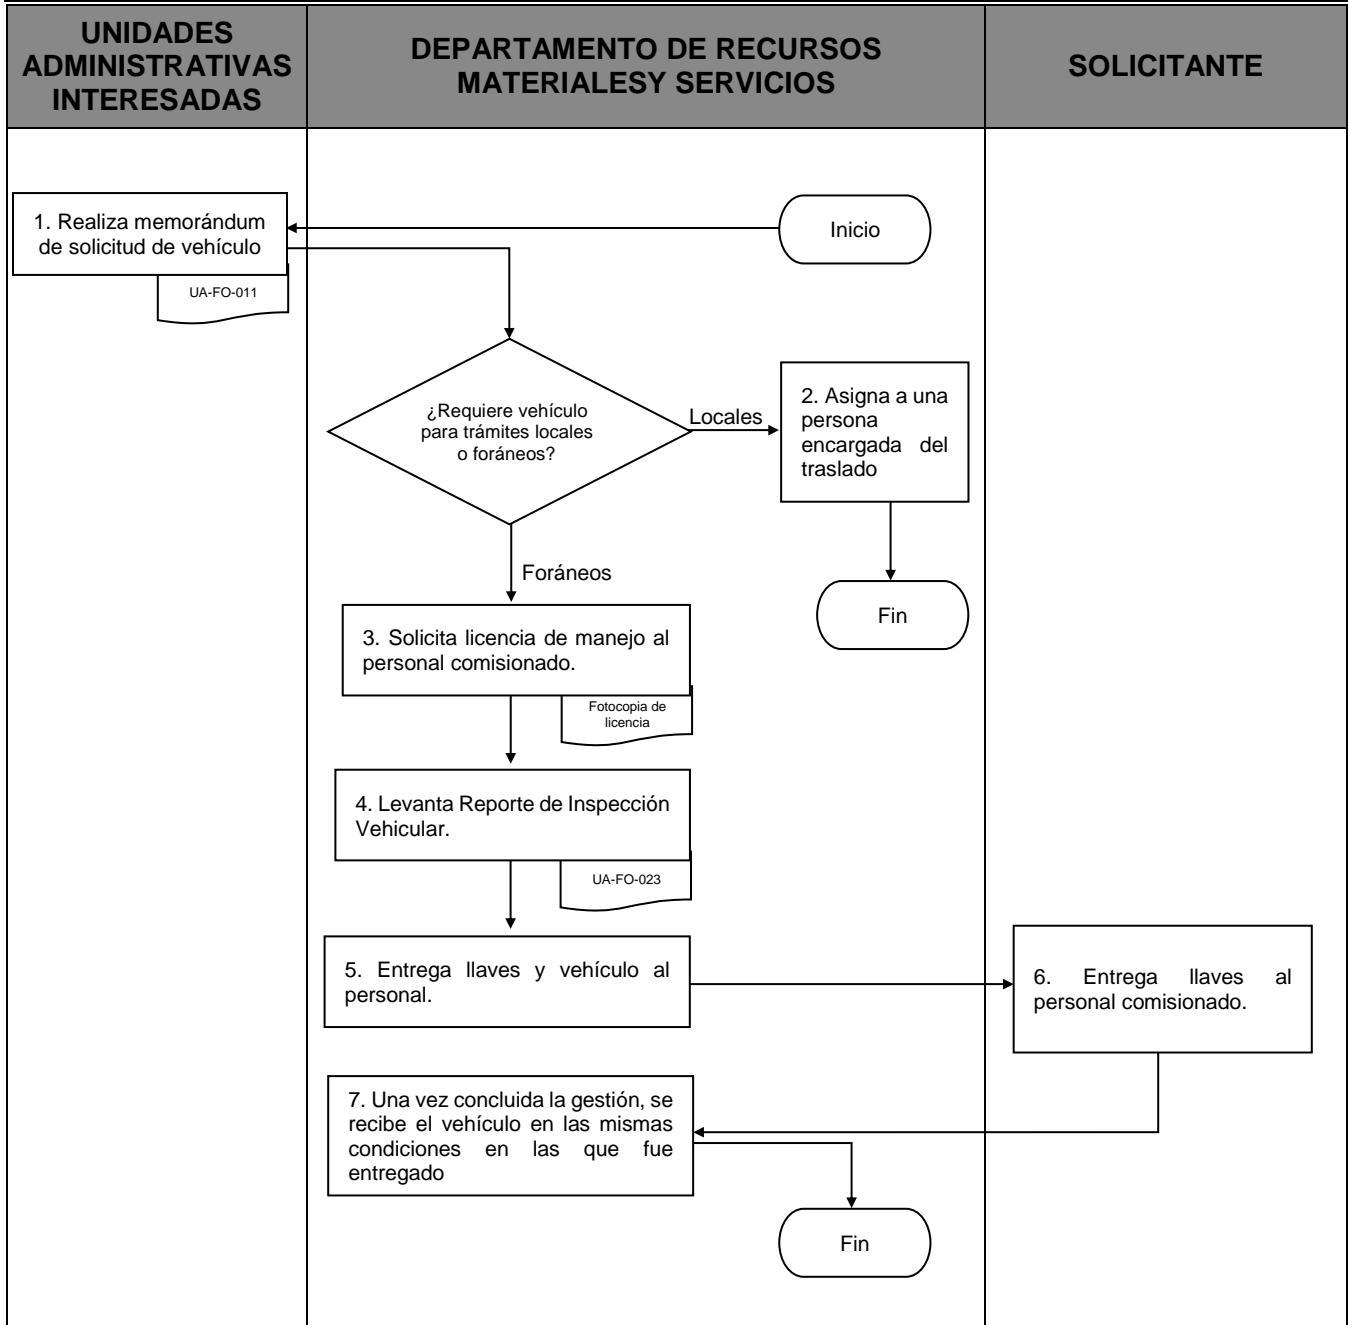 UNIDADES
ADMINISTRATIVAS
INTERESADAS
DEPARTAMENTO DE RECURSOS
MATERIALESY SERVICIOS
SOLICITANTE
1. Realiza memorándum
de solicitud de vehículo
UA-FO-011
Inicio
¿Requiere vehículo
para trámites locales
o foráneos?
Locales
2. Asigna a una
persona
encargada del
traslado
Fin
Foráneos
3. Solicita licencia de manejo al
personal comisionado.
Fotocopia de
licencia
4. Levanta Reporte de Inspección
Vehicular.
UA-FO-023
5. Entrega llaves y vehículo al
personal.
6. Entrega llaves al
personal comisionado.
7. Una vez concluida la gestión, se
recibe el vehículo en las mismas
condiciones en las que fue
entregado
Fin